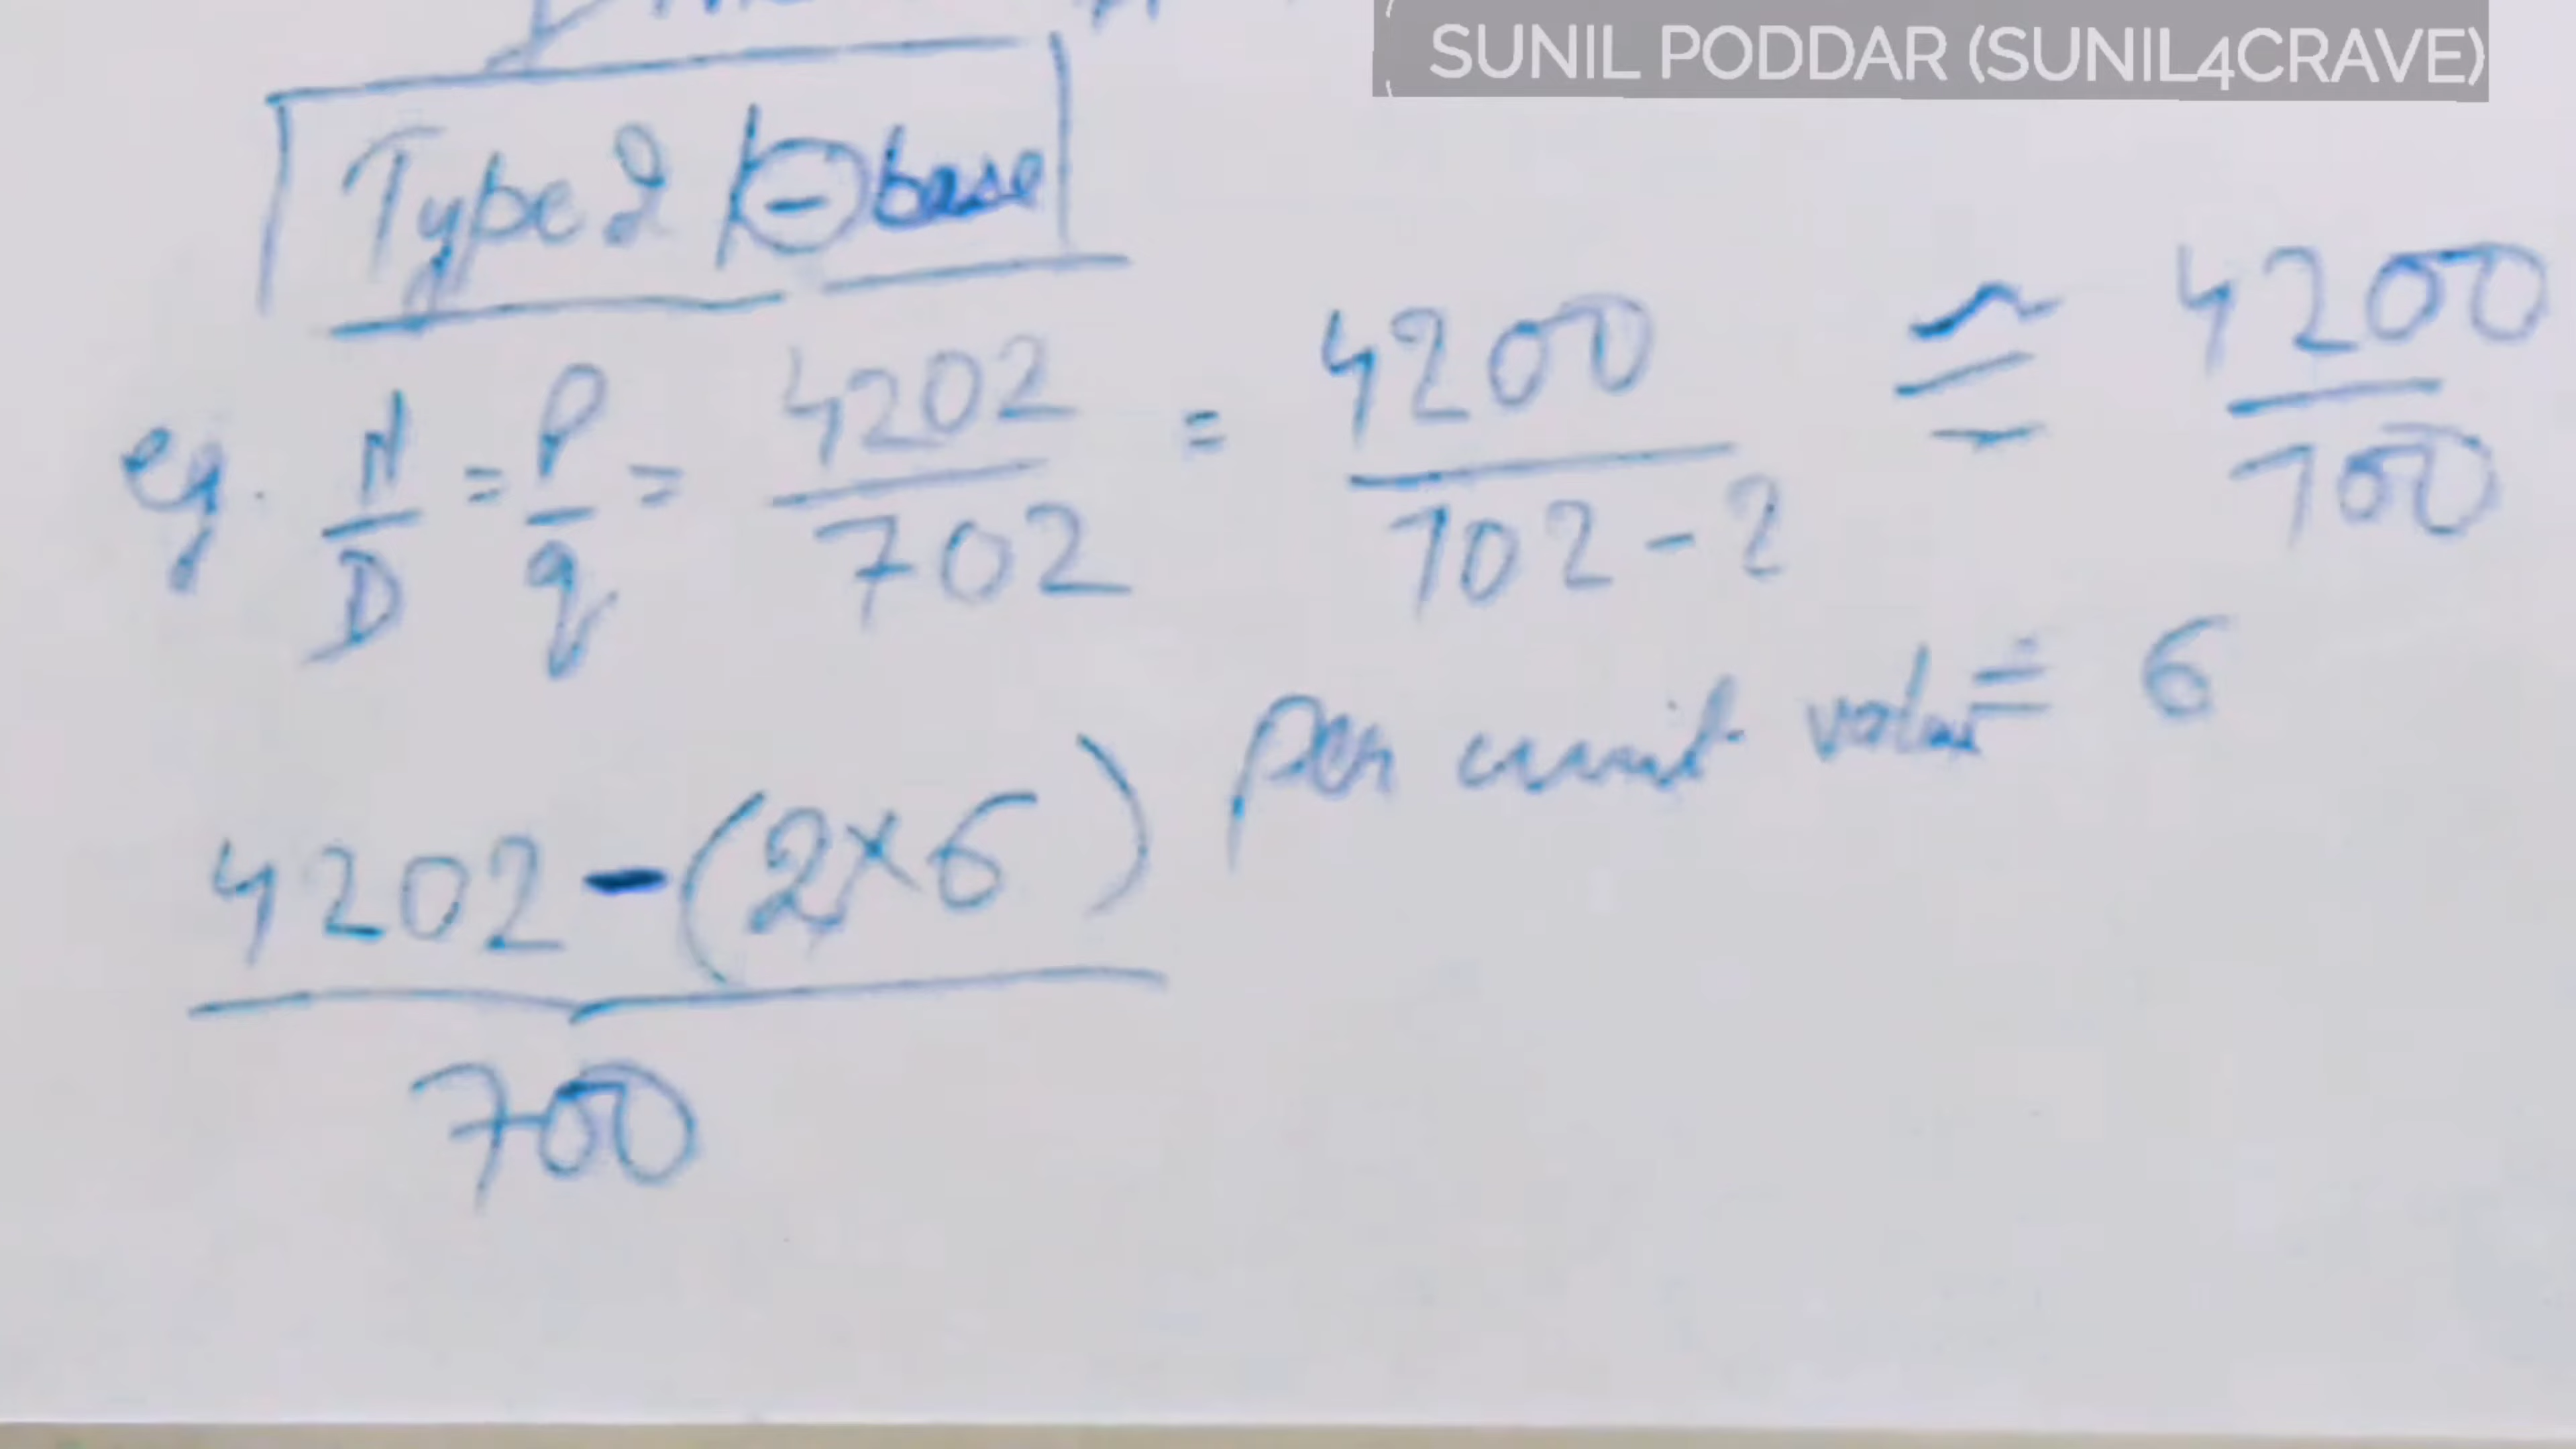 SUNIL PODDAR (SUNIL4CRAVE)
Type 2 (-) base
eg. N/D = P/q = 4202/702 = 4200/702-2 ≅ 4200/700
Per unit value = 6
4202-(2×6)
700